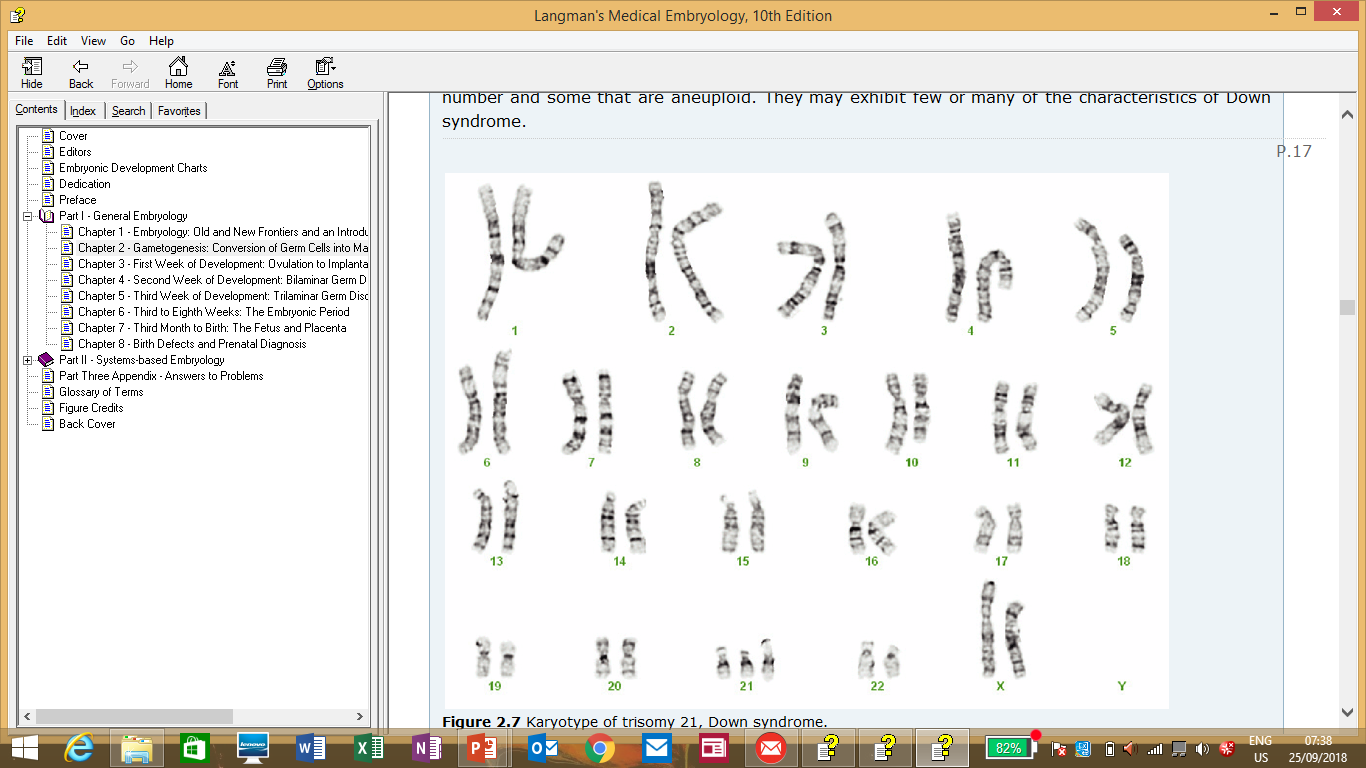 Langman's Medical Embryology, 10th Edition
File Edit View Go Help
Hide Back Forward Home Font Print Options
Contents Index Search Favorites
Cover
Editors
Embryonic Development Charts
Dedication
Preface
Part I - General Embryology
Chapter 1 - Embryology: Old and New Frontiers and an Introdu
Chapter 2 - Gametogenesis: Conversion of Germ Cells into Ma
Chapter 3 - First Week of Development: Ovulation to Implanta
Chapter 4 - Second Week of Development: Bilaminar Germ D
Chapter 5 - Third Week of Development: Trilaminar Germ Disc
Chapter 6 - Third to Eighth Weeks: The Embryonic Period
Chapter 7 - Third Month to Birth: The Fetus and Placenta
Chapter 8 - Birth Defects and Prenatal Diagnosis
Part II - Systems-based Embryology
Part Three Appendix - Answers to Problems
Glossary of Terms
Figure Credits
Back Cover
number and some that are aneuploid. They may exhibit few or many of the characteristics of Down
syndrome.
P.17
1 2 3 4 5
6 7 8 9 10 11 12
13 14 15 16 17 18
19 20 21 22 X Y
Figure 2.7 Karyotype of trisomy 21, Down syndrome.
lenovo
82%
ENG
US
07:38
25/09/2018